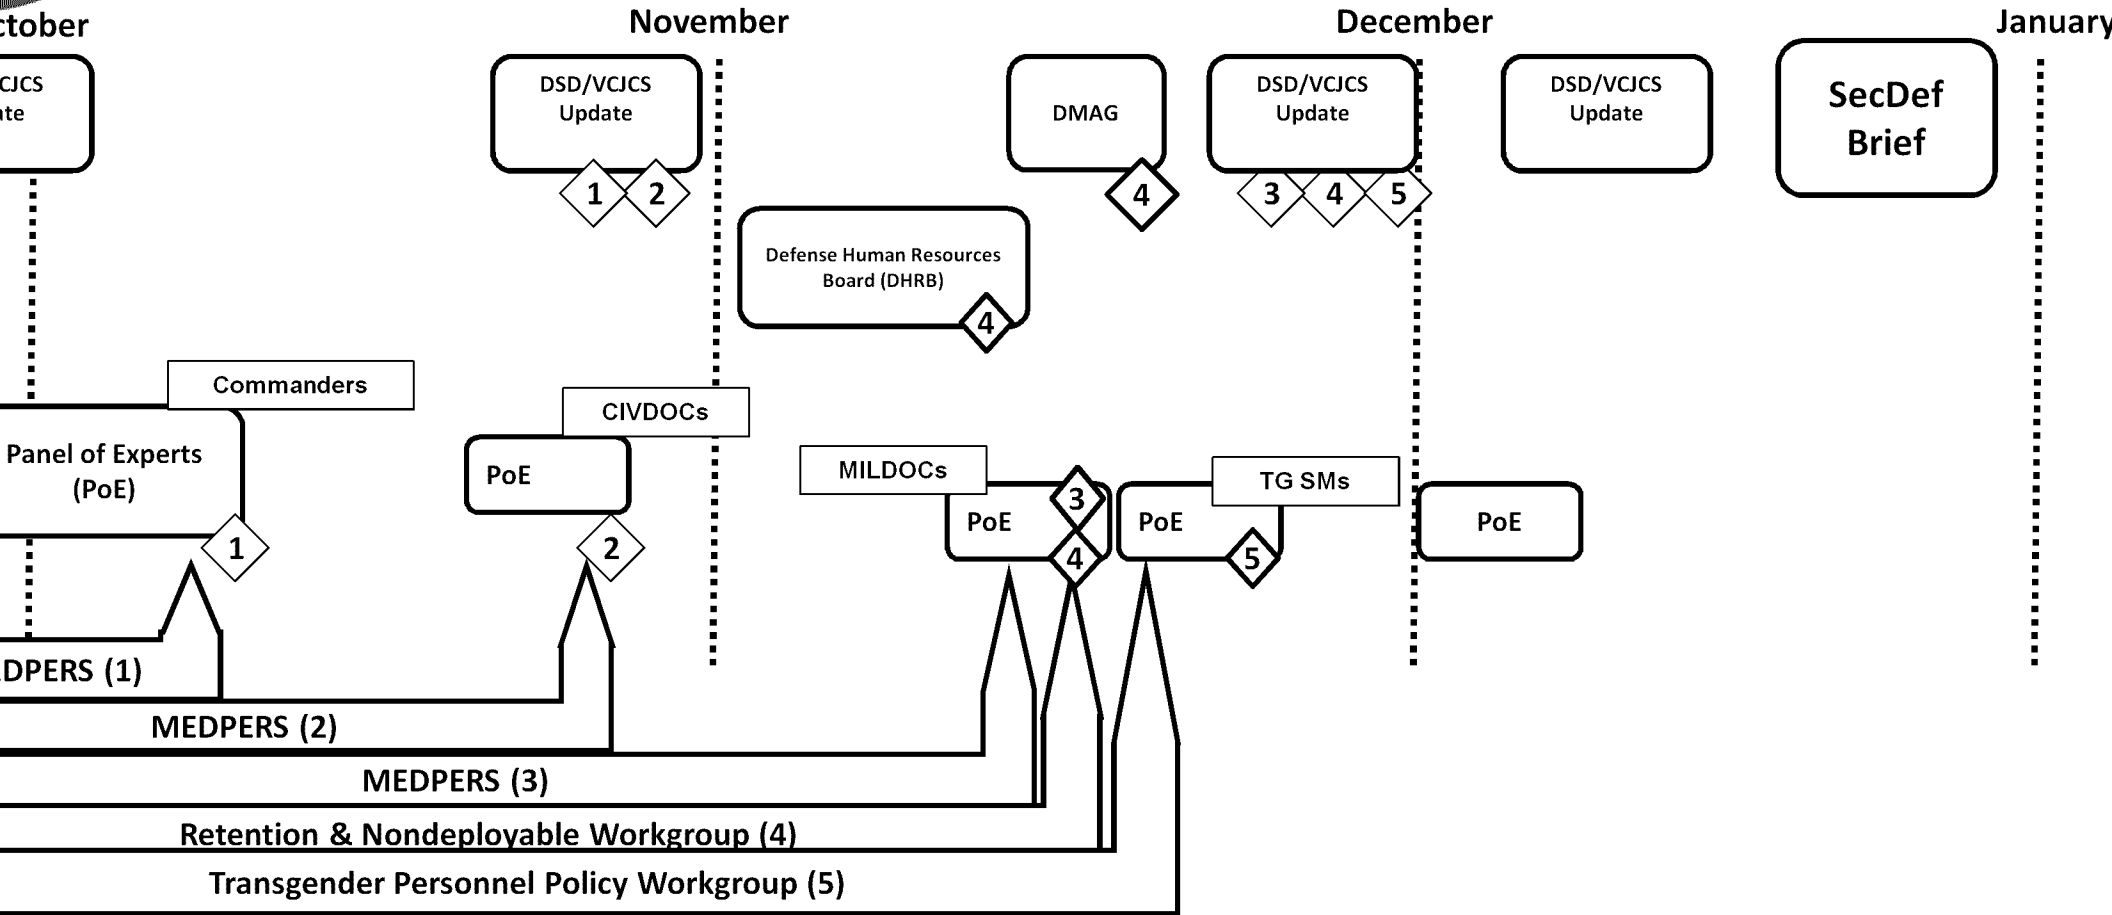 ctober
November
December
January
CJCS
ate
DSD/VCJCS
Update
DMAG
DSD/VCJCS
Update
DSD/VCJCS
Update
SecDef
Brief
1
2
4
3
4
5
Defense Human Resources
Board (DHRB)
4
Commanders
CIVDOCs
MILDOCs
TG SMs
Panel of Experts
(PoE)
1
PoE
2
PoE
3
4
PoE
5
PoE
DPERS (1)
MEDPERS (2)
MEDPERS (3)
Retention & Nondeployable Workgroup (4)
Transgender Personnel Policy Workgroup (5)